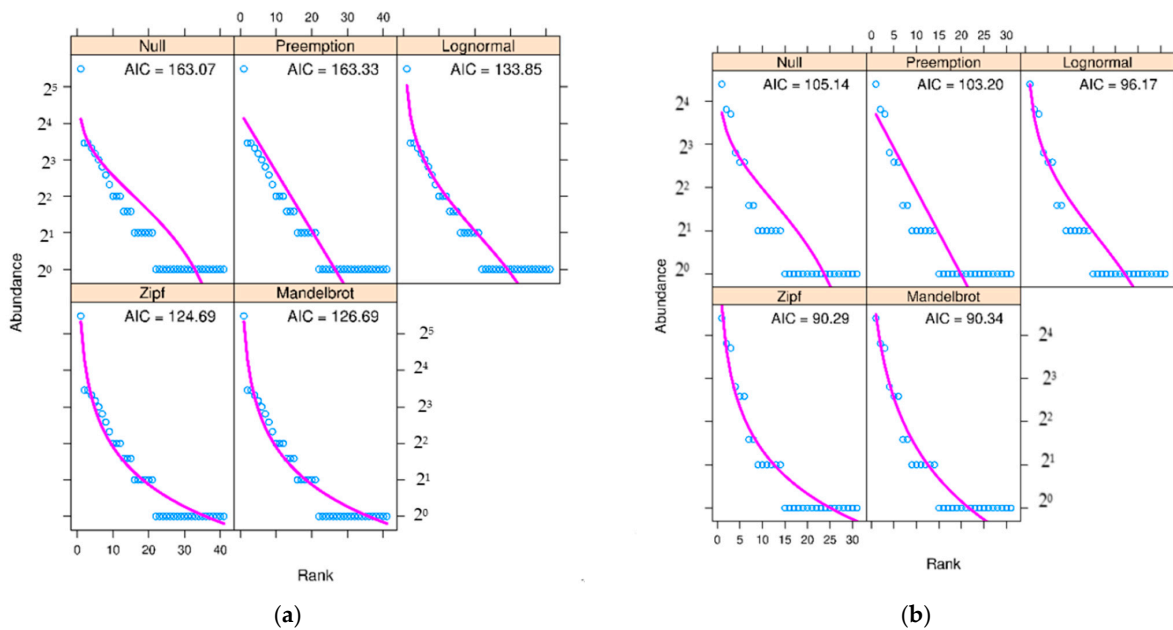 0 10 20 30 40
Null Preemption Lognormal
AIC = 163.07 AIC = 163.33 AIC = 133.85
2⁵
2⁴
2³
2²
2¹
2⁰
Abundance
Zipf Mandelbrot
AIC = 124.69 AIC = 126.69
2⁵
2⁴
2³
2²
2¹
2⁰
Abundance
0 10 20 30 40
Rank
(a)
0 5 10 15 20 25 30
Null Preemption Lognormal
AIC = 105.14 AIC = 103.20 AIC = 96.17
2⁴
2³
2²
2¹
2⁰
Abundance
Zipf Mandelbrot
AIC = 90.29 AIC = 90.34
2⁴
2³
2²
2¹
2⁰
Abundance
0 5 10 15 20 25 30
Rank
(b)